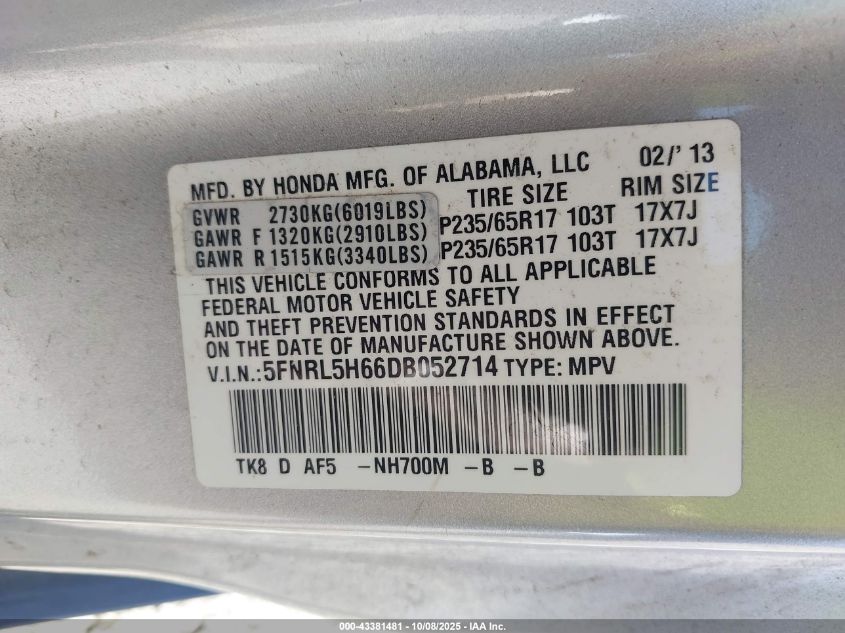 MFD. BY HONDA MFG. OF ALABAMA, LLC 02/'13
TIRE SIZE RIM SIZE
GVWR 2730KG(6019LBS)
GAWR F 1320KG(2910LBS) P235/65R17 103T 17X7J
GAWR R 1515KG(3340LBS) P235/65R17 103T 17X7J
THIS VEHICLE CONFORMS TO ALL APPLICABLE
FEDERAL MOTOR VEHICLE SAFETY
AND THEFT PREVENTION STANDARDS IN EFFECT
ON THE DATE OF MANUFACTURE SHOWN ABOVE.
V.I.N.:5FNRL5H66DB052714 TYPE: MPV
TK8 D AF5 -NH700M -B -B
000-43381481 - 10/08/2025 - IAA Inc.